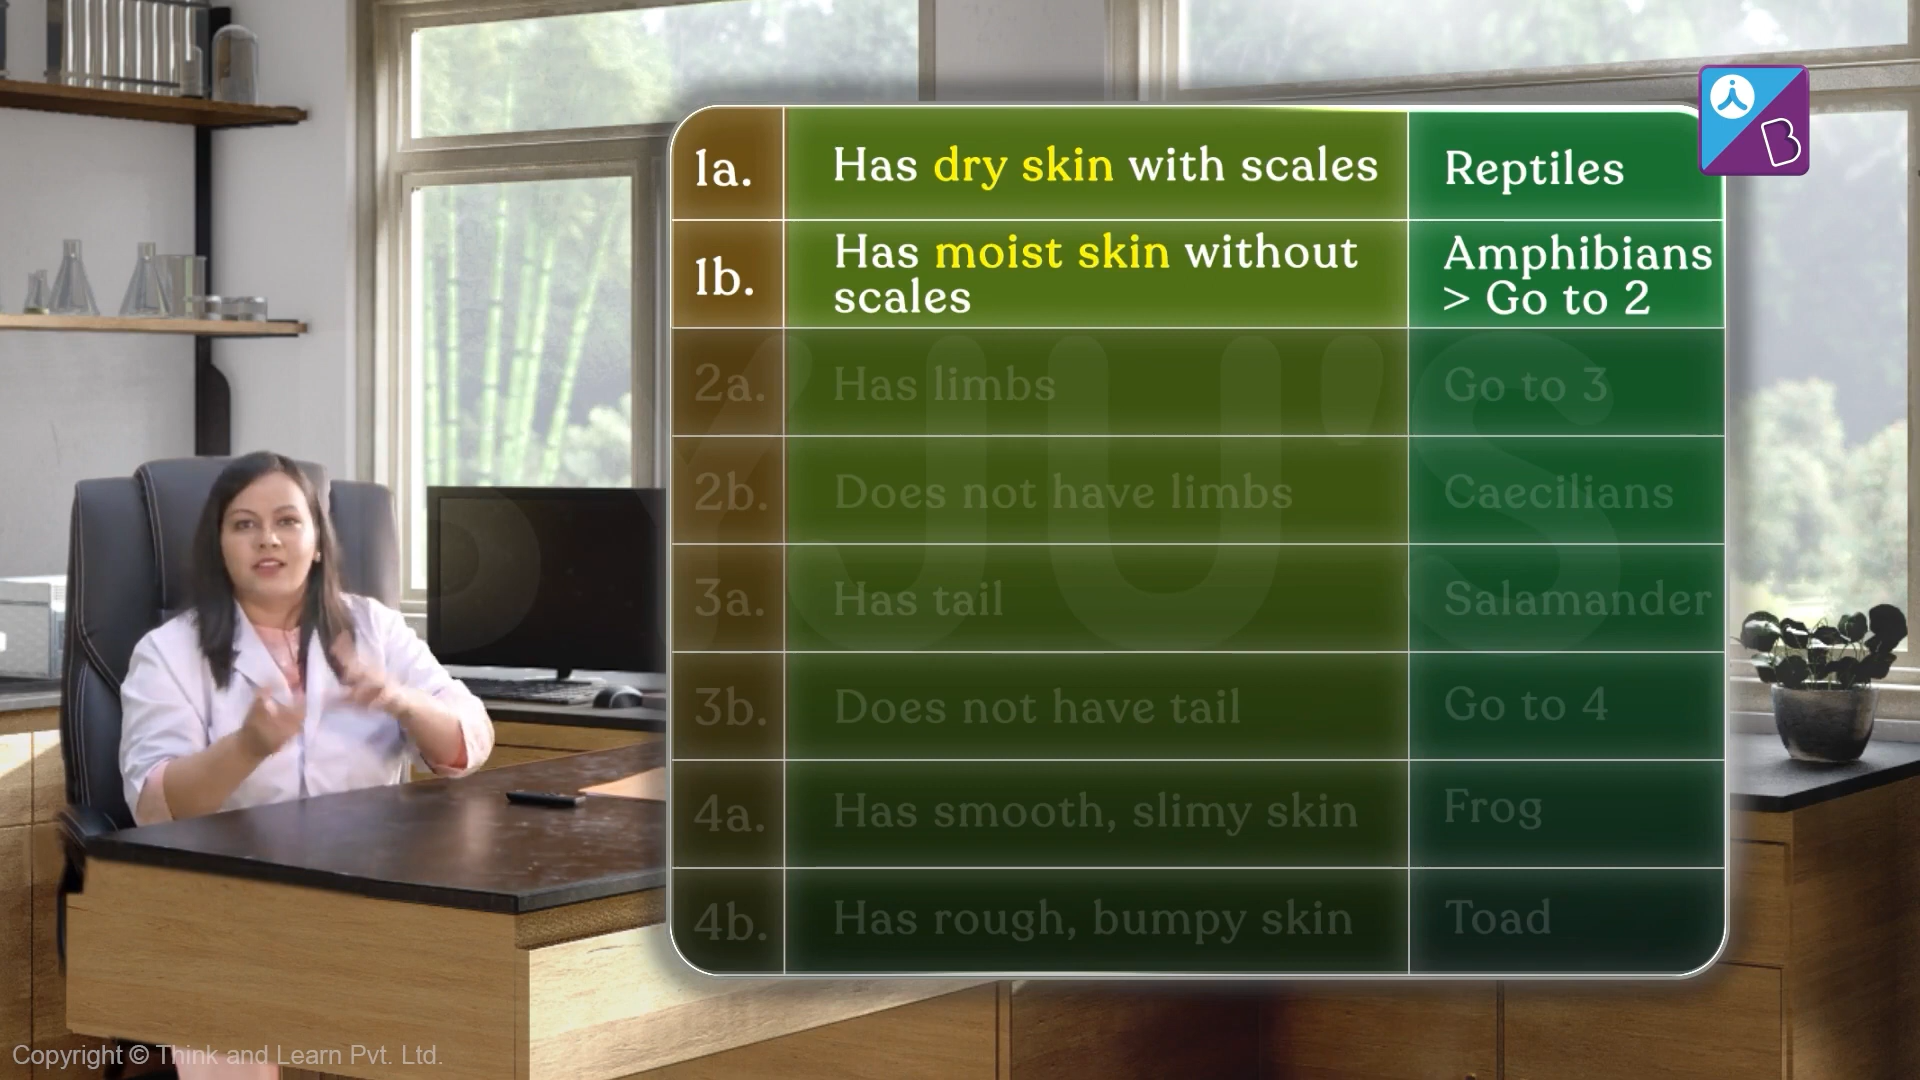 1a. Has dry skin with scales Reptiles
1b. Has moist skin without scales Amphibians > Go to 2
2a. Has limbs Go to 3
2b. Does not have limbs Caecilians
3a. Has tail Salamander
3b. Does not have tail Go to 4
4a. Has smooth, slimy skin Frog
4b. Has rough, bumpy skin Toad
BYJU'S
B
Copyright © Think and Learn Pvt. Ltd.